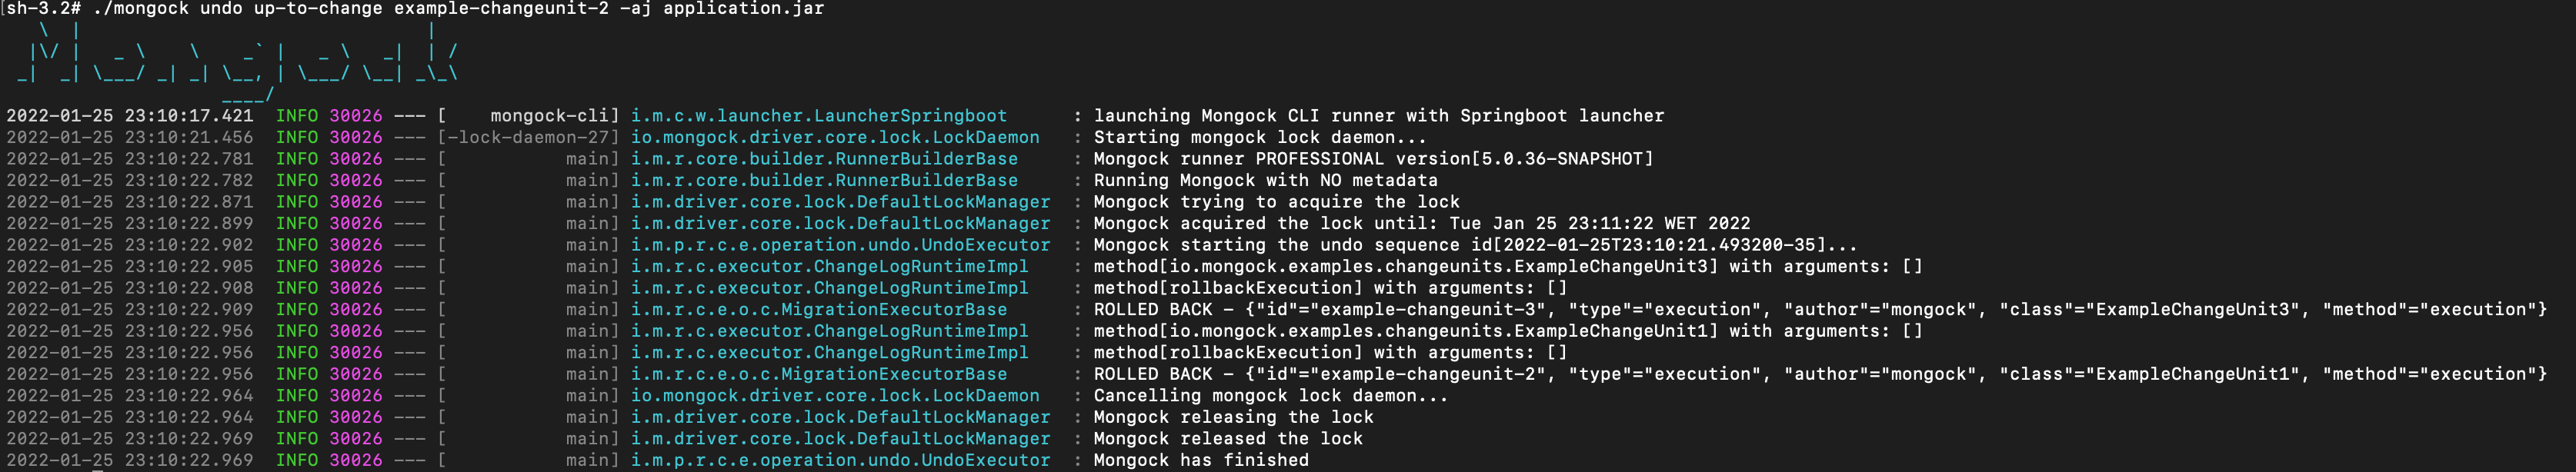 [sh-3.2# ./mongock undo up-to-change example-changeunit-2 -aj application.jar
   \  |                                |
  |\/ |   _ \    \    _` |   _ \   _|  | /
 _|  _| \___/ _| _| \__, | \___/ \__| _\_\
                    ____/
2022-01-25 23:10:17.421  INFO 30026 --- [    mongock-cli] i.m.c.w.launcher.LauncherSpringboot      : launching Mongock CLI runner with Springboot launcher
2022-01-25 23:10:21.456  INFO 30026 --- [-lock-daemon-27] io.mongock.driver.core.lock.LockDaemon   : Starting mongock lock daemon...
2022-01-25 23:10:22.781  INFO 30026 --- [           main] i.m.r.core.builder.RunnerBuilderBase     : Mongock runner PROFESSIONAL version[5.0.36-SNAPSHOT]
2022-01-25 23:10:22.782  INFO 30026 --- [           main] i.m.r.core.builder.RunnerBuilderBase     : Running Mongock with NO metadata
2022-01-25 23:10:22.871  INFO 30026 --- [           main] i.m.driver.core.lock.DefaultLockManager  : Mongock trying to acquire the lock
2022-01-25 23:10:22.899  INFO 30026 --- [           main] i.m.driver.core.lock.DefaultLockManager  : Mongock acquired the lock until: Tue Jan 25 23:11:22 WET 2022
2022-01-25 23:10:22.902  INFO 30026 --- [           main] i.m.p.r.c.e.operation.undo.UndoExecutor  : Mongock starting the undo sequence id[2022-01-25T23:10:21.493200-35]...
2022-01-25 23:10:22.905  INFO 30026 --- [           main] i.m.r.c.executor.ChangeLogRuntimeImpl    : method[io.mongock.examples.changeunits.ExampleChangeUnit3] with arguments: []
2022-01-25 23:10:22.908  INFO 30026 --- [           main] i.m.r.c.executor.ChangeLogRuntimeImpl    : method[rollbackExecution] with arguments: []
2022-01-25 23:10:22.909  INFO 30026 --- [           main] i.m.r.c.e.o.c.MigrationExecutorBase      : ROLLED BACK - {"id"="example-changeunit-3", "type"="execution", "author"="mongock", "class"="ExampleChangeUnit3", "method"="execution"}
2022-01-25 23:10:22.956  INFO 30026 --- [           main] i.m.r.c.executor.ChangeLogRuntimeImpl    : method[io.mongock.examples.changeunits.ExampleChangeUnit1] with arguments: []
2022-01-25 23:10:22.956  INFO 30026 --- [           main] i.m.r.c.executor.ChangeLogRuntimeImpl    : method[rollbackExecution] with arguments: []
2022-01-25 23:10:22.956  INFO 30026 --- [           main] i.m.r.c.e.o.c.MigrationExecutorBase      : ROLLED BACK - {"id"="example-changeunit-2", "type"="execution", "author"="mongock", "class"="ExampleChangeUnit1", "method"="execution"}
2022-01-25 23:10:22.964  INFO 30026 --- [           main] io.mongock.driver.core.lock.LockDaemon   : Cancelling mongock lock daemon...
2022-01-25 23:10:22.964  INFO 30026 --- [           main] i.m.driver.core.lock.DefaultLockManager  : Mongock releasing the lock
2022-01-25 23:10:22.969  INFO 30026 --- [           main] i.m.driver.core.lock.DefaultLockManager  : Mongock released the lock
2022-01-25 23:10:22.969  INFO 30026 --- [           main] i.m.p.r.c.e.operation.undo.UndoExecutor  : Mongock has finished